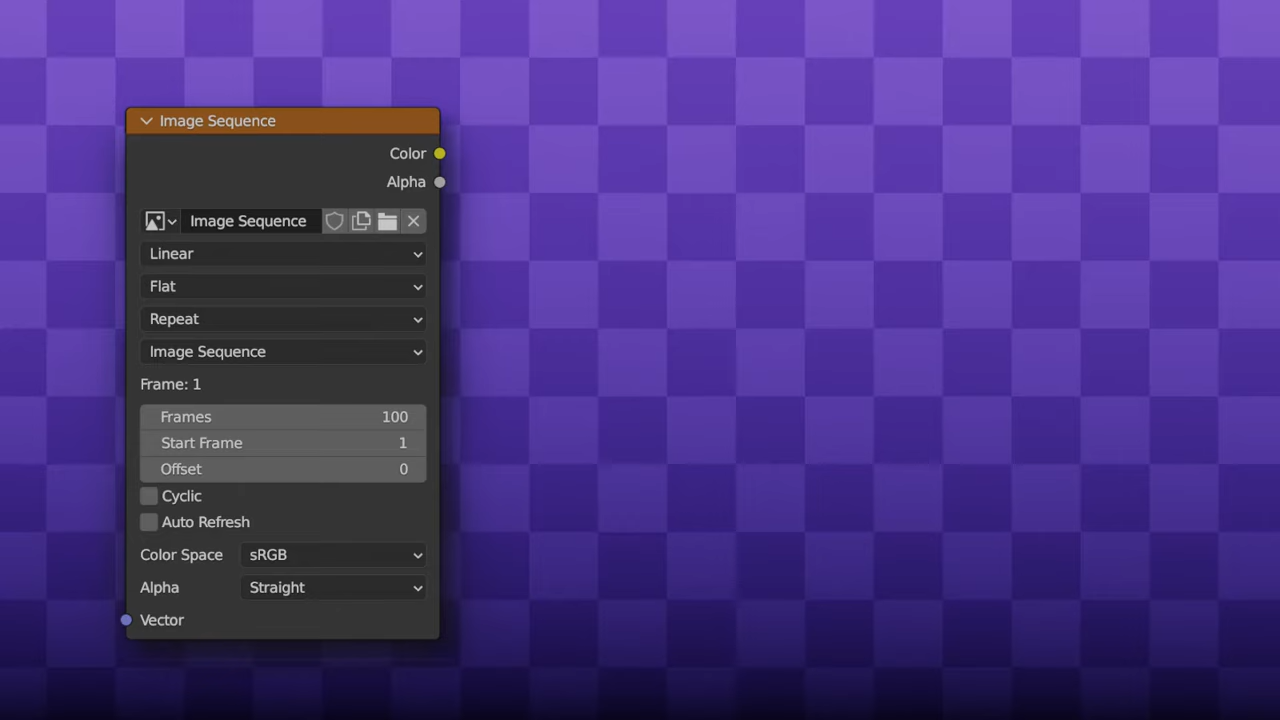 Image Sequence
Color
Alpha
Image Sequence
Linear
Flat
Repeat
Image Sequence
Frame: 1
Frames 100
Start Frame 1
Offset 0
Cyclic
Auto Refresh
Color Space sRGB
Alpha Straight
Vector